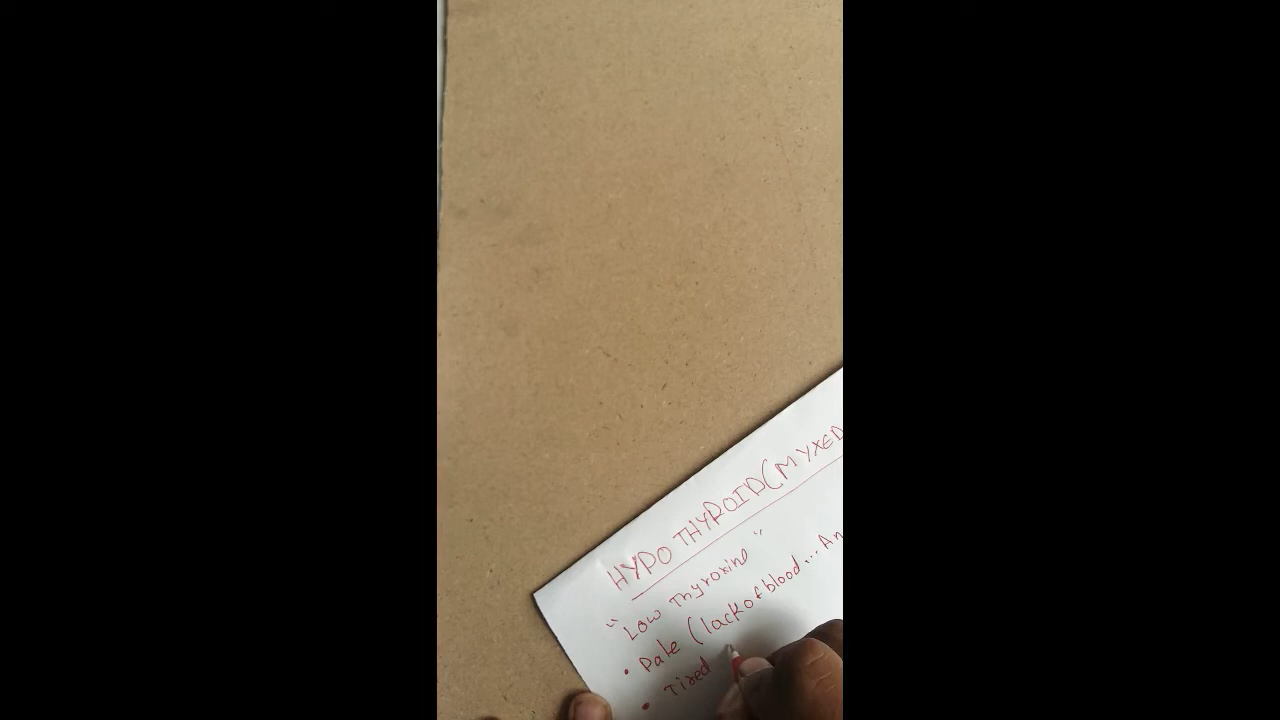 HYPO THYROID (MYXED
"Low Thyroxine"
• Pale (lack of blood... An
• Tired